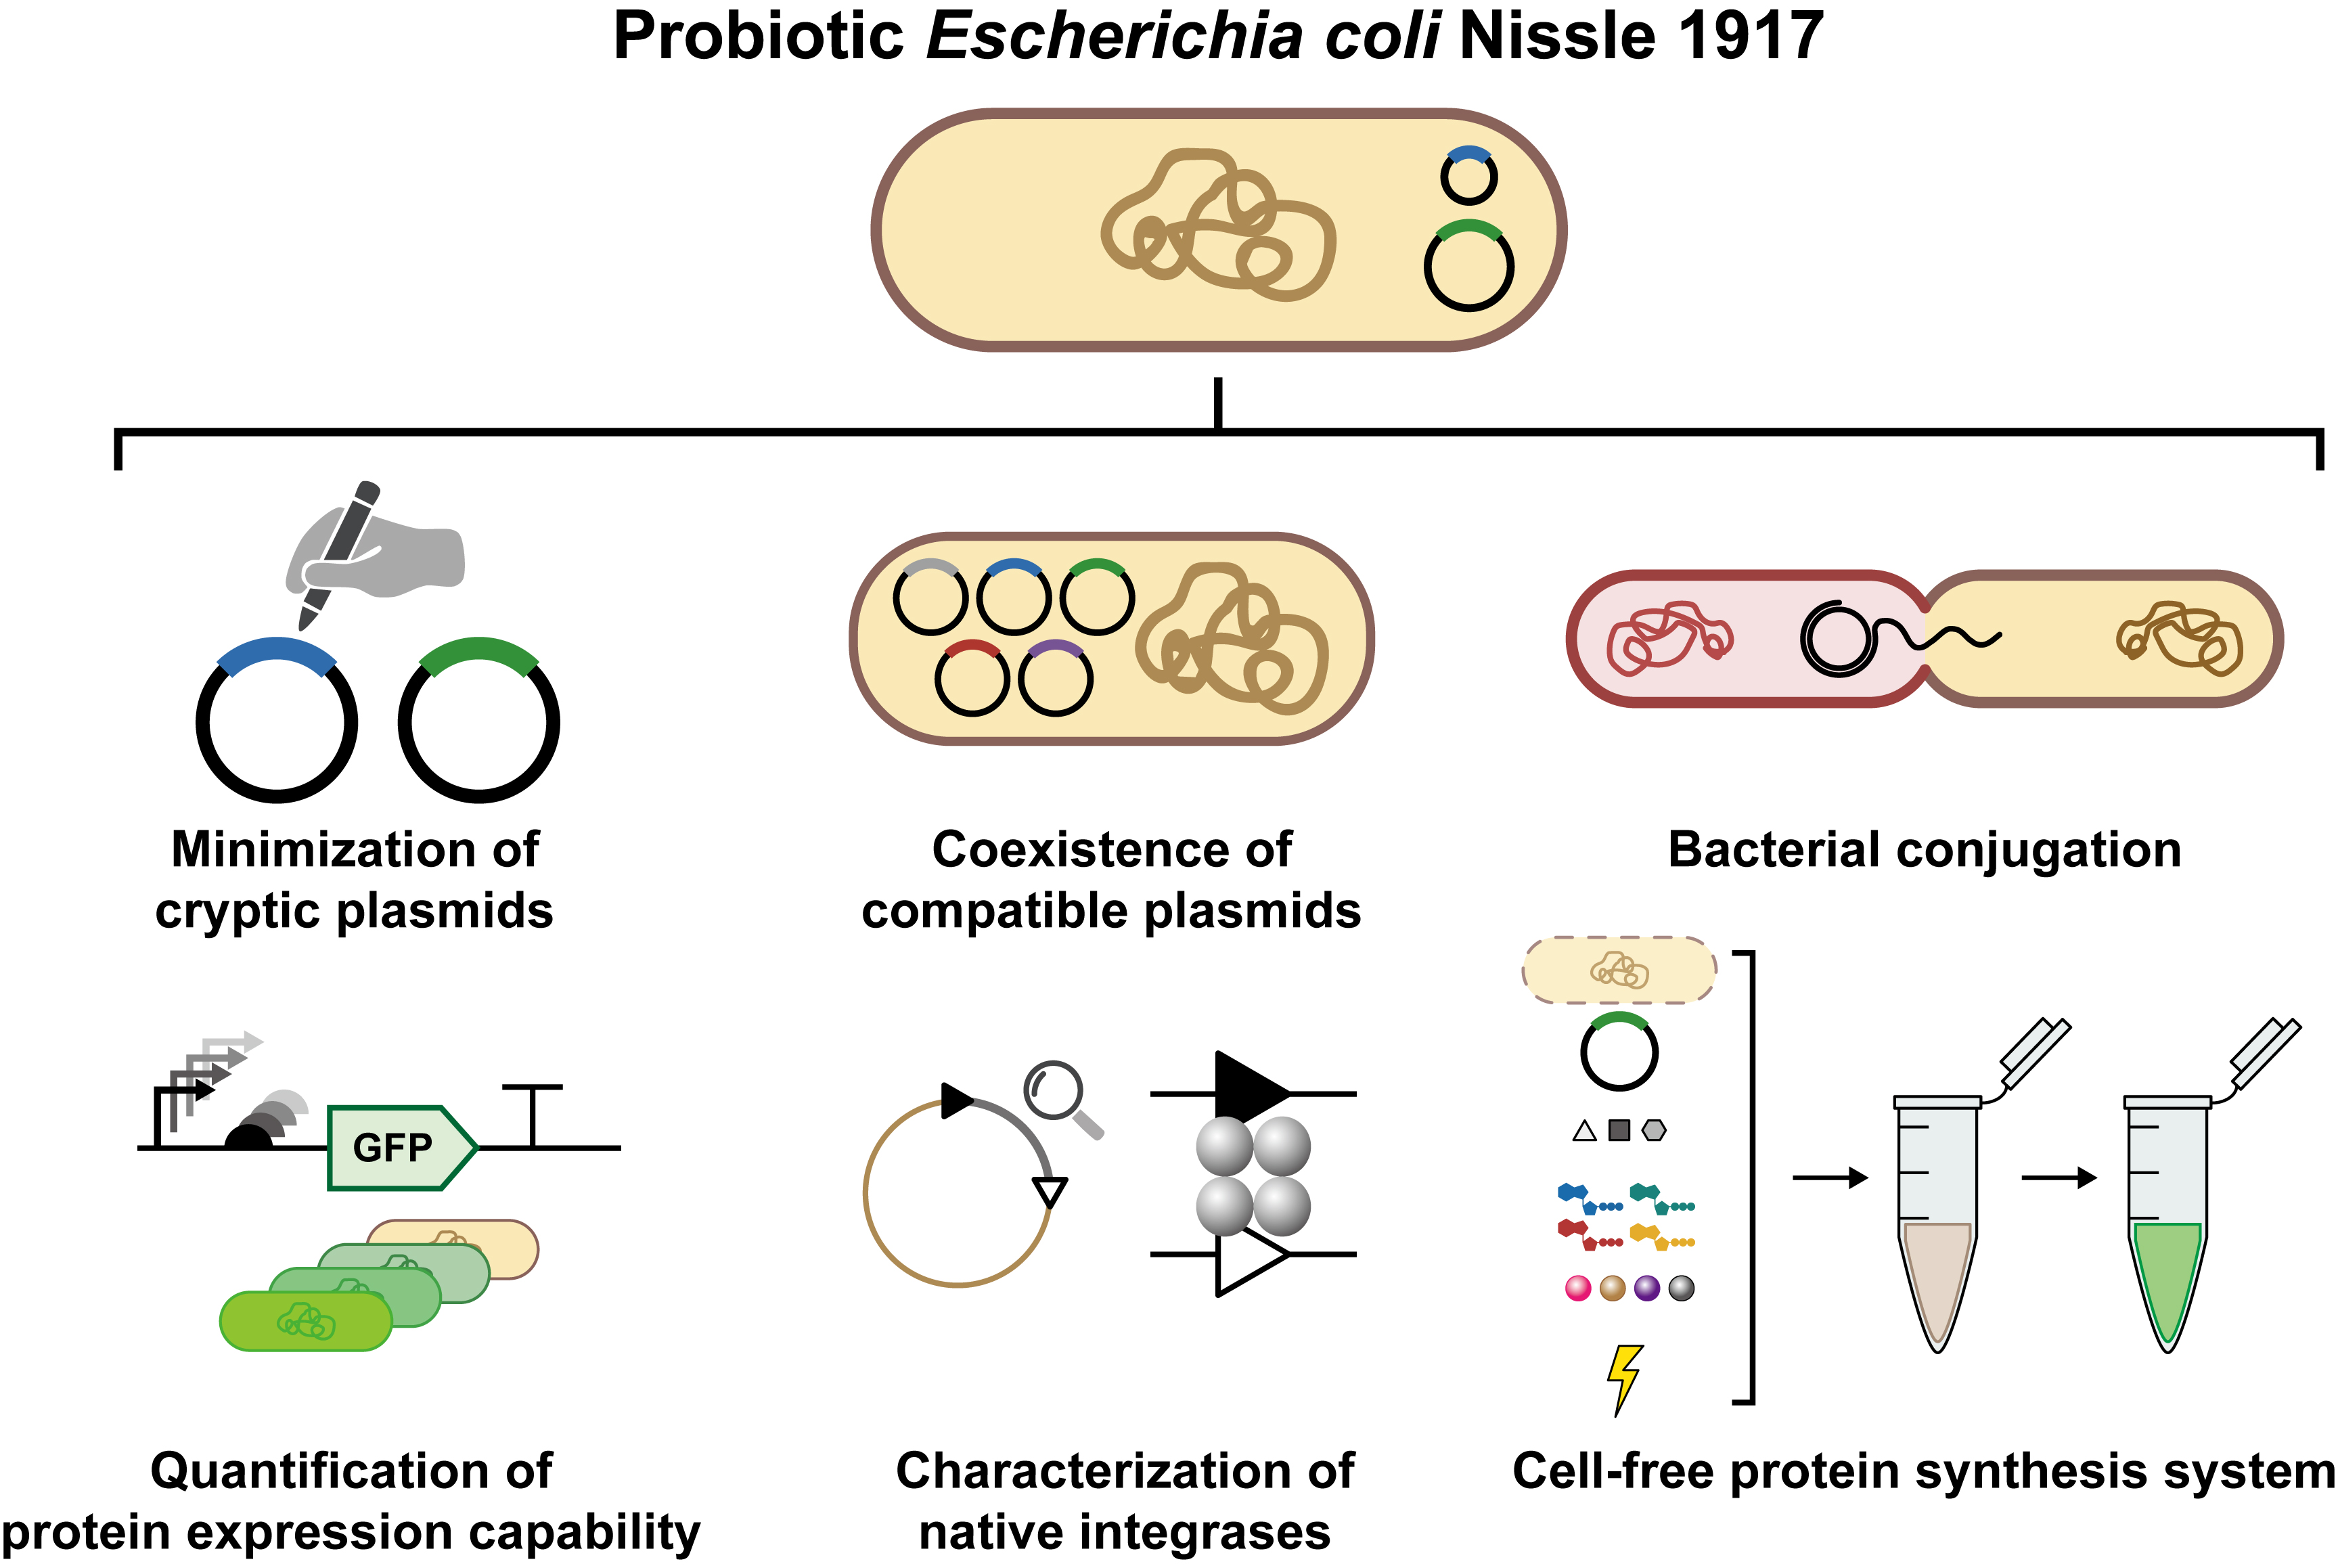 Probiotic Escherichia coli Nissle 1917
Minimization of
cryptic plasmids
Coexistence of
compatible plasmids
Bacterial conjugation
GFP
Quantification of
protein expression capability
Characterization of
native integrases
Cell-free protein synthesis system